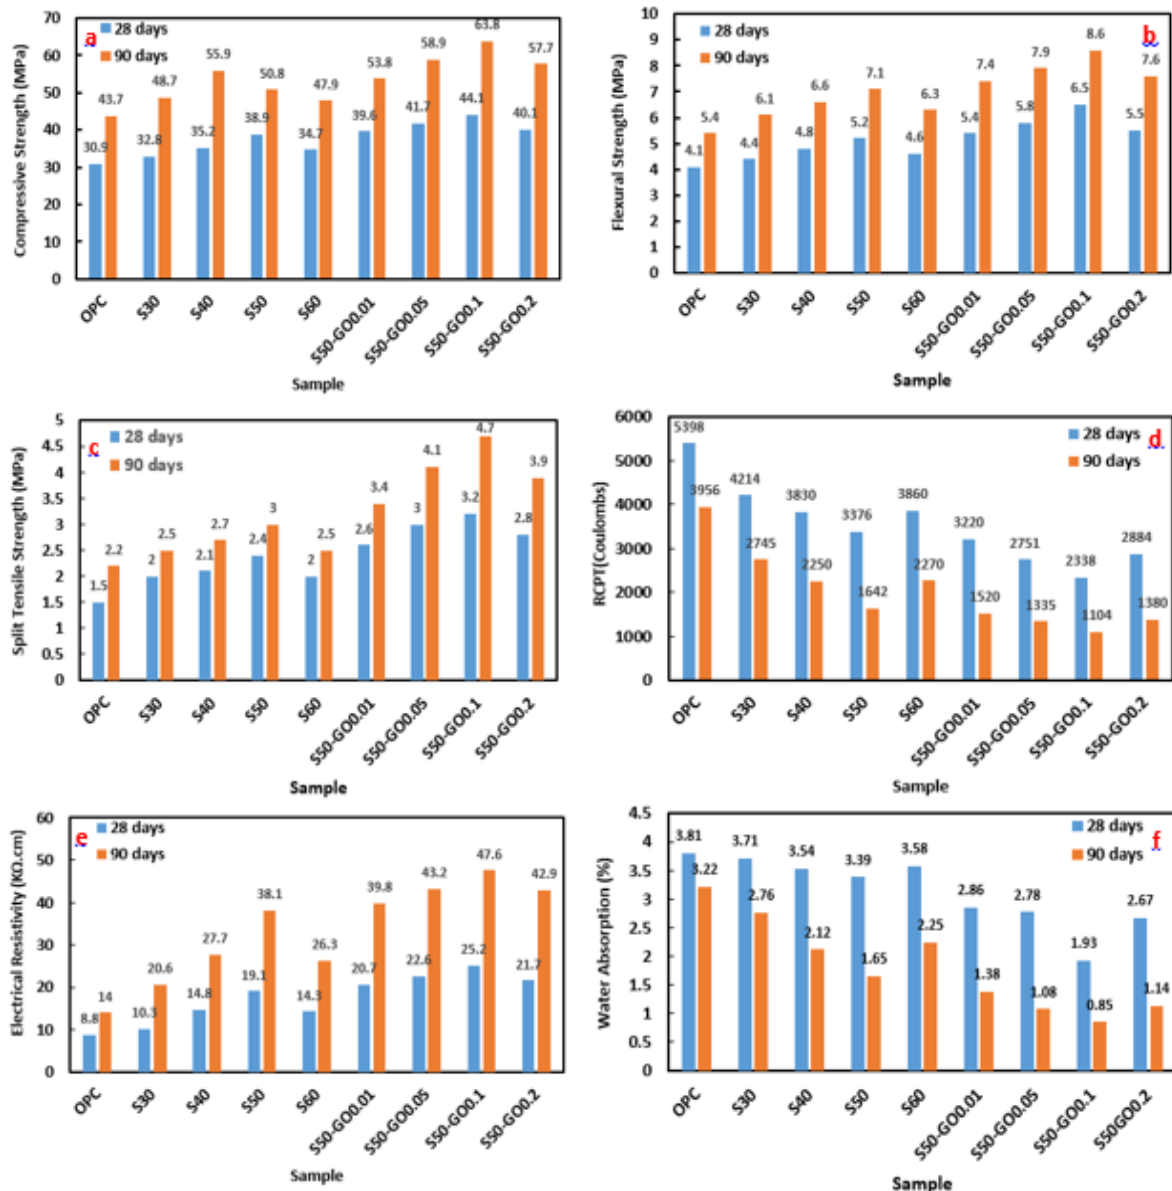 a
28 days
90 days
Compressive Strength (MPa)
70
60
50
40
30
20
10
0
30.9
43.7
32.8
48.7
35.2
55.9
38.9
50.8
34.7
47.9
39.6
53.8
41.7
58.9
44.1
63.8
40.1
57.7
OPC
S30
S40
S50
S60
S50-GO0.01
S50-GO0.05
S50-GO0.1
S50-GO0.2
Sample
b
28 days
90 days
Flexural Strength (MPa)
10
9
8
7
6
5
4
3
2
1
0
4.1
5.4
4.4
6.1
4.8
6.6
5.2
7.1
4.6
6.3
5.4
7.4
5.8
7.9
6.5
8.6
5.5
7.6
OPC
S30
S40
S50
S60
S50-GO0.01
S50-GO0.05
S50-GO0.1
S50-GO0.2
Sample
c
28 days
90 days
Split Tensile Strength (MPa)
5
4.5
4
3.5
3
2.5
2
1.5
1
0.5
0
1.5
2.2
2
2.5
2.1
2.7
2.4
3
2
2.5
2.6
3.4
3
4.1
3.2
4.7
2.8
3.9
OPC
S30
S40
S50
S60
S50-GO0.01
S50-GO0.05
S50-GO0.1
S50-GO0.2
Sample
d
28 days
90 days
RCPT(Coulombs)
6000
5000
4000
3000
2000
1000
0
5398
3956
4214
2745
3830
2250
3376
1642
3860
2270
3220
1520
2751
1335
2338
1104
2884
1380
OPC
S30
S40
S50
S60
S50-GO0.01
S50-GO0.05
S50-GO0.1
S50-GO0.2
Sample
e
28 days
90 days
Electrical Resistivity (KΩ.cm)
60
50
40
30
20
10
0
8.8
14
10.3
20.6
14.8
27.7
19.1
38.1
14.3
26.3
20.7
39.8
22.6
43.2
25.2
47.6
21.7
42.9
OPC
S30
S40
S50
S60
S50-GO0.01
S50-GO0.05
S50-GO0.1
S50-GO0.2
Sample
f
28 days
90 days
Water Absorption (%)
4.5
4
3.5
3
2.5
2
1.5
1
0.5
0
3.81
3.22
3.71
2.76
3.54
2.12
3.39
1.65
3.58
2.25
2.86
1.38
2.78
1.08
1.93
0.85
2.67
1.14
OPC
S30
S40
S50
S60
S50-GO0.01
S50-GO0.05
S50-GO0.1
S50GO0.2
Sample